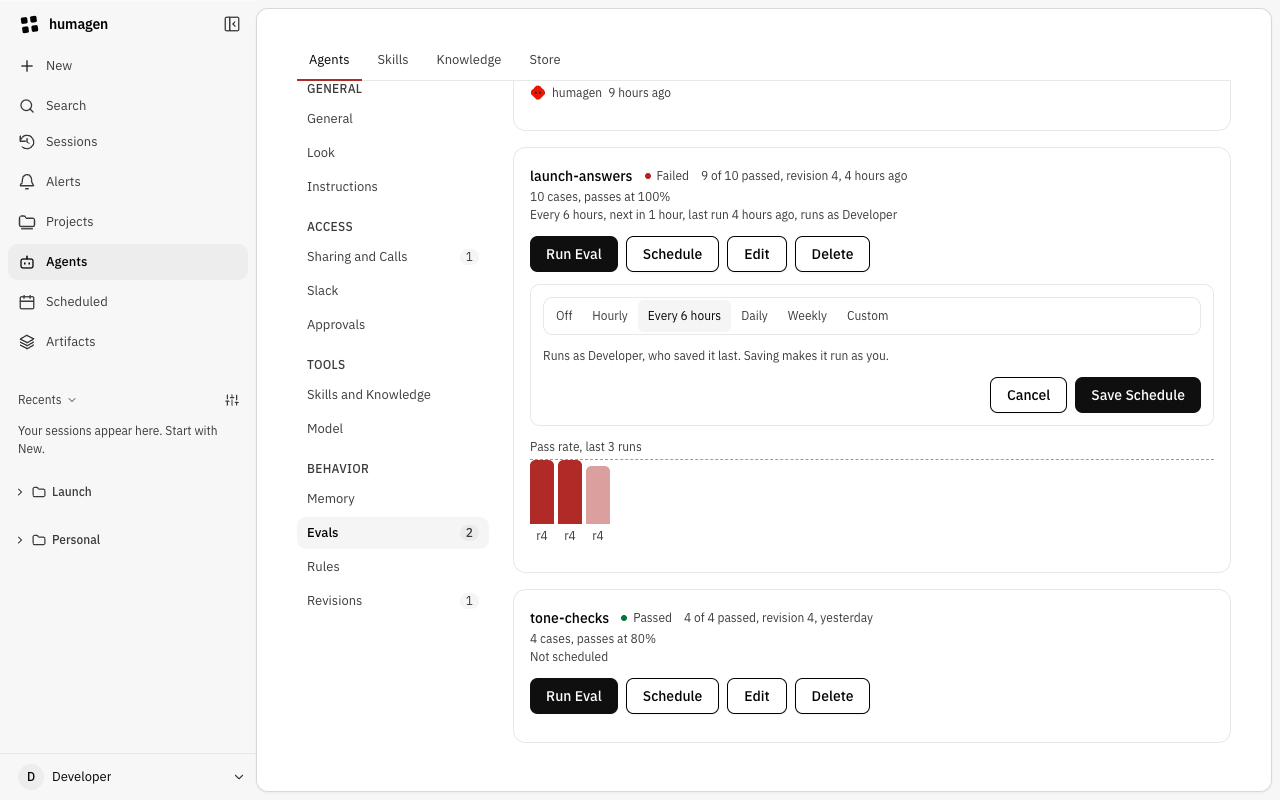 humagen
New
Search
Sessions
Alerts
Projects
Agents
Scheduled
Artifacts
Recents
Your sessions appear here. Start with
New.
Launch
Personal
D Developer
Agents Skills Knowledge Store
GENERAL
General
Look
Instructions
ACCESS
Sharing and Calls 1
Slack
Approvals
TOOLS
Skills and Knowledge
Model
BEHAVIOR
Memory
Evals 2
Rules
Revisions 1
humagen 9 hours ago
launch-answers Failed 9 of 10 passed, revision 4, 4 hours ago
10 cases, passes at 100%
Every 6 hours, next in 1 hour, last run 4 hours ago, runs as Developer
Run Eval Schedule Edit Delete
Off Hourly Every 6 hours Daily Weekly Custom
Runs as Developer, who saved it last. Saving makes it run as you.
Cancel Save Schedule
Pass rate, last 3 runs
r4 r4 r4
tone-checks Passed 4 of 4 passed, revision 4, yesterday
4 cases, passes at 80%
Not scheduled
Run Eval Schedule Edit Delete